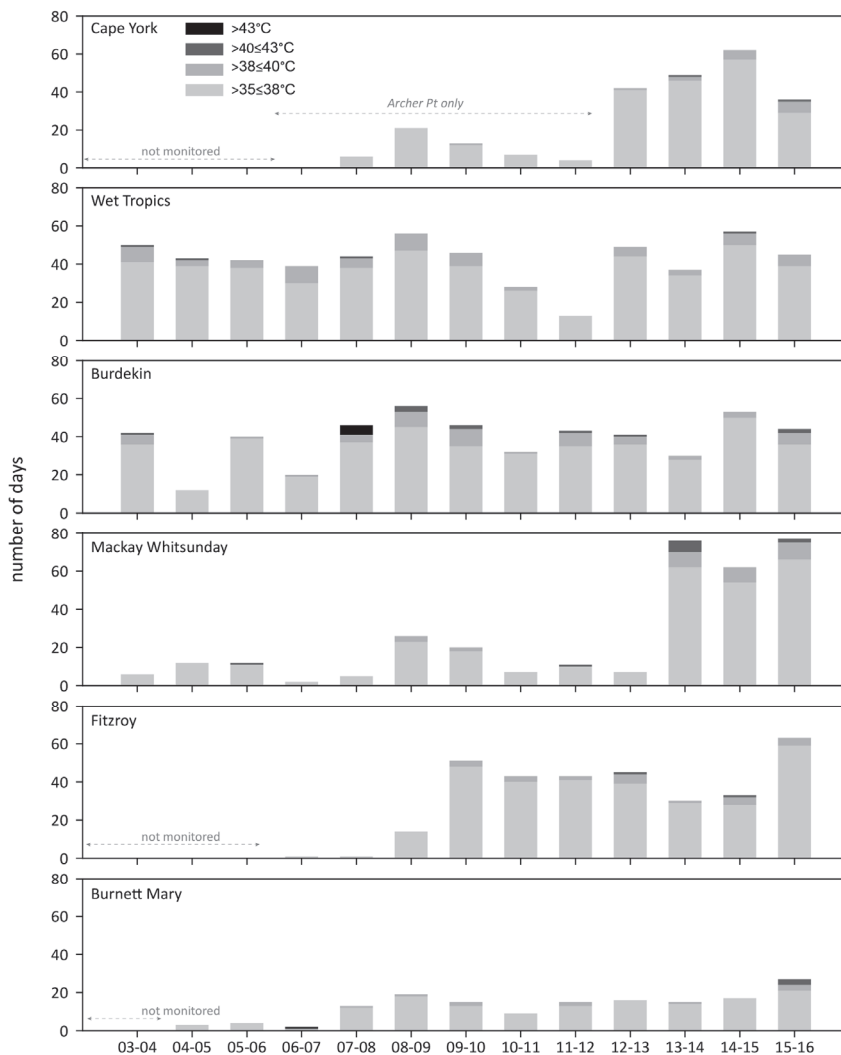 number of days
Cape York
>43°C
>40≤43°C
>38≤40°C
>35≤38°C
Archer Pt only
not monitored
80
60
40
20
0
Wet Tropics
80
60
40
20
0
Burdekin
80
60
40
20
0
Mackay Whitsunday
80
60
40
20
0
Fitzroy
not monitored
80
60
40
20
0
Burnett Mary
not monitored
80
60
40
20
0
03-04 04-05 05-06 06-07 07-08 08-09 09-10 10-11 11-12 12-13 13-14 14-15 15-16